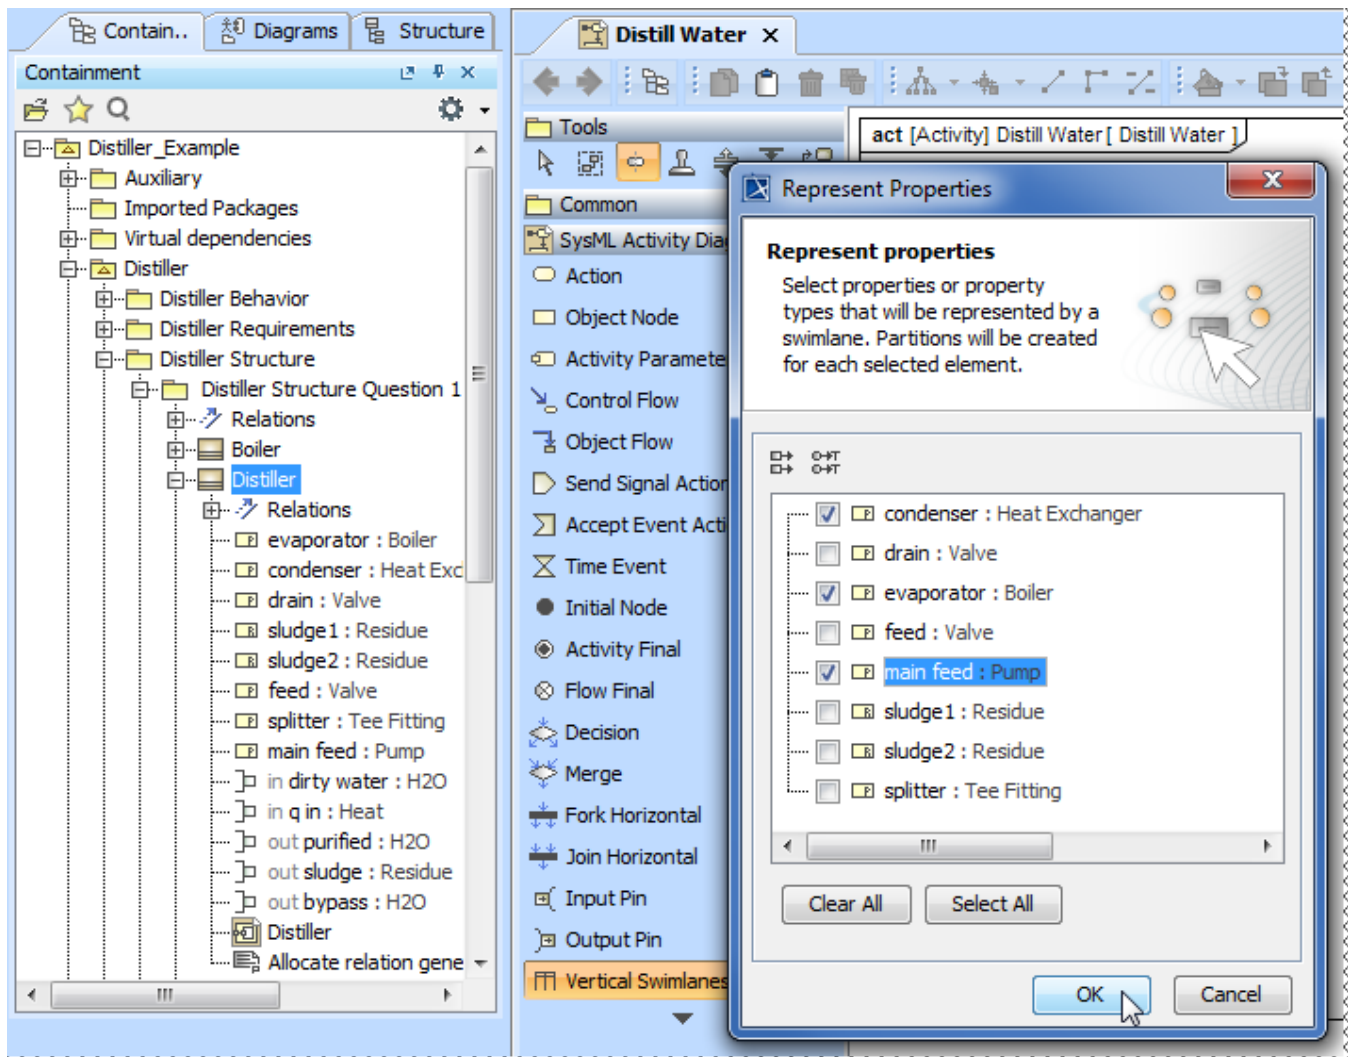 Contain..
Diagrams
Structure
Containment
Distiller_Example
Auxiliary
Imported Packages
Virtual dependencies
Distiller
Distiller Behavior
Distiller Requirements
Distiller Structure
Distiller Structure Question 1
Relations
Boiler
Distiller
Relations
evaporator : Boiler
condenser : Heat Exc
drain : Valve
sludge1 : Residue
sludge2 : Residue
feed : Valve
splitter : Tee Fitting
main feed : Pump
in dirty water : H2O
in q in : Heat
out purified : H2O
out sludge : Residue
out bypass : H2O
Distiller
Allocate relation gene
Distill Water
Tools
Common
SysML Activity Dia
Action
Object Node
Activity Paramete
Control Flow
Object Flow
Send Signal Action
Accept Event Acti
Time Event
Initial Node
Activity Final
Flow Final
Decision
Merge
Fork Horizontal
Join Horizontal
Input Pin
Output Pin
Vertical Swimlanes
act [Activity] Distill Water [ Distill Water ]
Represent Properties
Represent properties
Select properties or property
types that will be represented by a
swimlane. Partitions will be created
for each selected element.
condenser : Heat Exchanger
drain : Valve
evaporator : Boiler
feed : Valve
main feed : Pump
sludge1 : Residue
sludge2 : Residue
splitter : Tee Fitting
Clear All
Select All
OK
Cancel